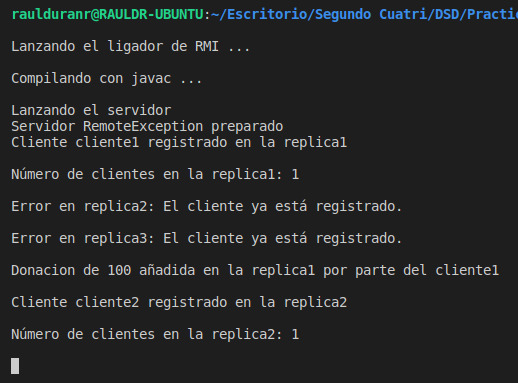 raulduranr@RAULDR-UBUNTU:~/Escritorio/Segundo Cuatri/DSD/Practic
Lanzando el ligador de RMI ...
Compilando con javac ...
Lanzando el servidor
Servidor RemoteException preparado
Cliente cliente1 registrado en la replica1
Número de clientes en la replica1: 1
Error en replica2: El cliente ya está registrado.
Error en replica3: El cliente ya está registrado.
Donacion de 100 añadida en la replica1 por parte del cliente1
Cliente cliente2 registrado en la replica2
Número de clientes en la replica2: 1